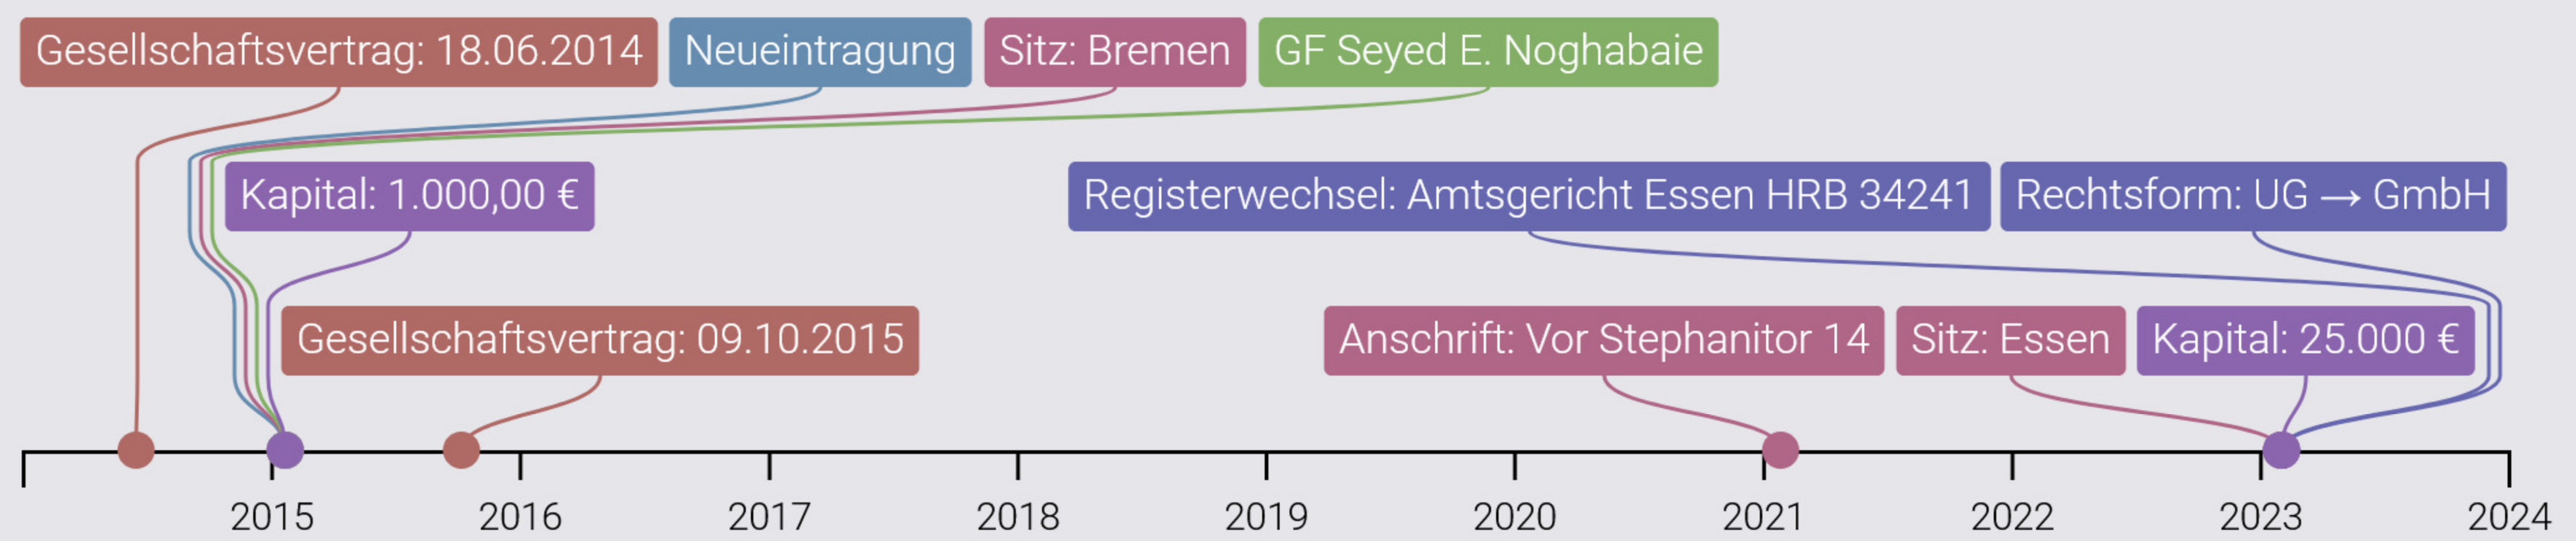 Gesellschaftsvertrag: 18.06.2014
Neueintragung
Sitz: Bremen
GF Seyed E. Noghabaie
Kapital: 1.000,00 €
Registerwechsel: Amtsgericht Essen HRB 34241
Rechtsform: UG → GmbH
Gesellschaftsvertrag: 09.10.2015
Anschrift: Vor Stephanitor 14
Sitz: Essen
Kapital: 25.000 €
2015 2016 2017 2018 2019 2020 2021 2022 2023 2024